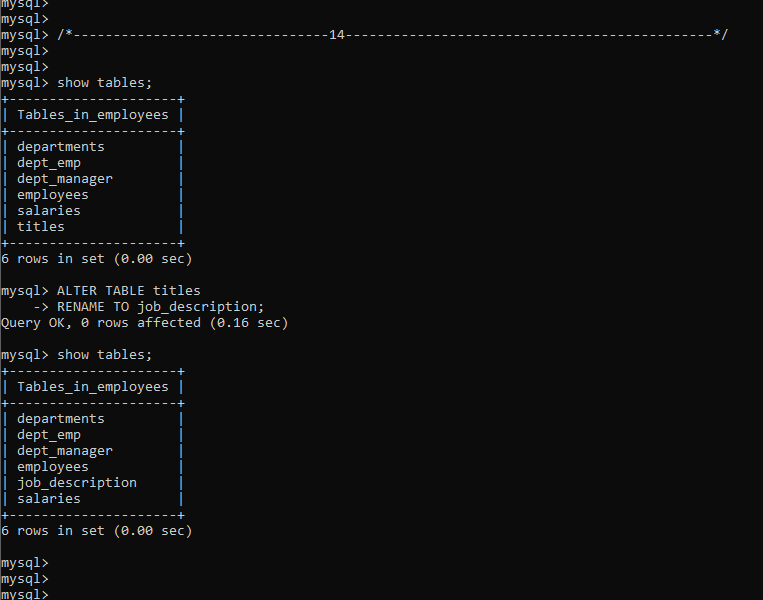 mysql>
mysql>
mysql> /*--------------------------------14----------------------------------------------*/
mysql>
mysql>
mysql> show tables;
+---------------------+
| Tables_in_employees |
+---------------------+
| departments         |
| dept_emp            |
| dept_manager        |
| employees           |
| salaries            |
| titles              |
+---------------------+
6 rows in set (0.00 sec)
mysql> ALTER TABLE titles
    -> RENAME TO job_description;
Query OK, 0 rows affected (0.16 sec)
mysql> show tables;
+---------------------+
| Tables_in_employees |
+---------------------+
| departments         |
| dept_emp            |
| dept_manager        |
| employees           |
| job_description     |
| salaries            |
+---------------------+
6 rows in set (0.00 sec)
mysql>
mysql>
mysql>